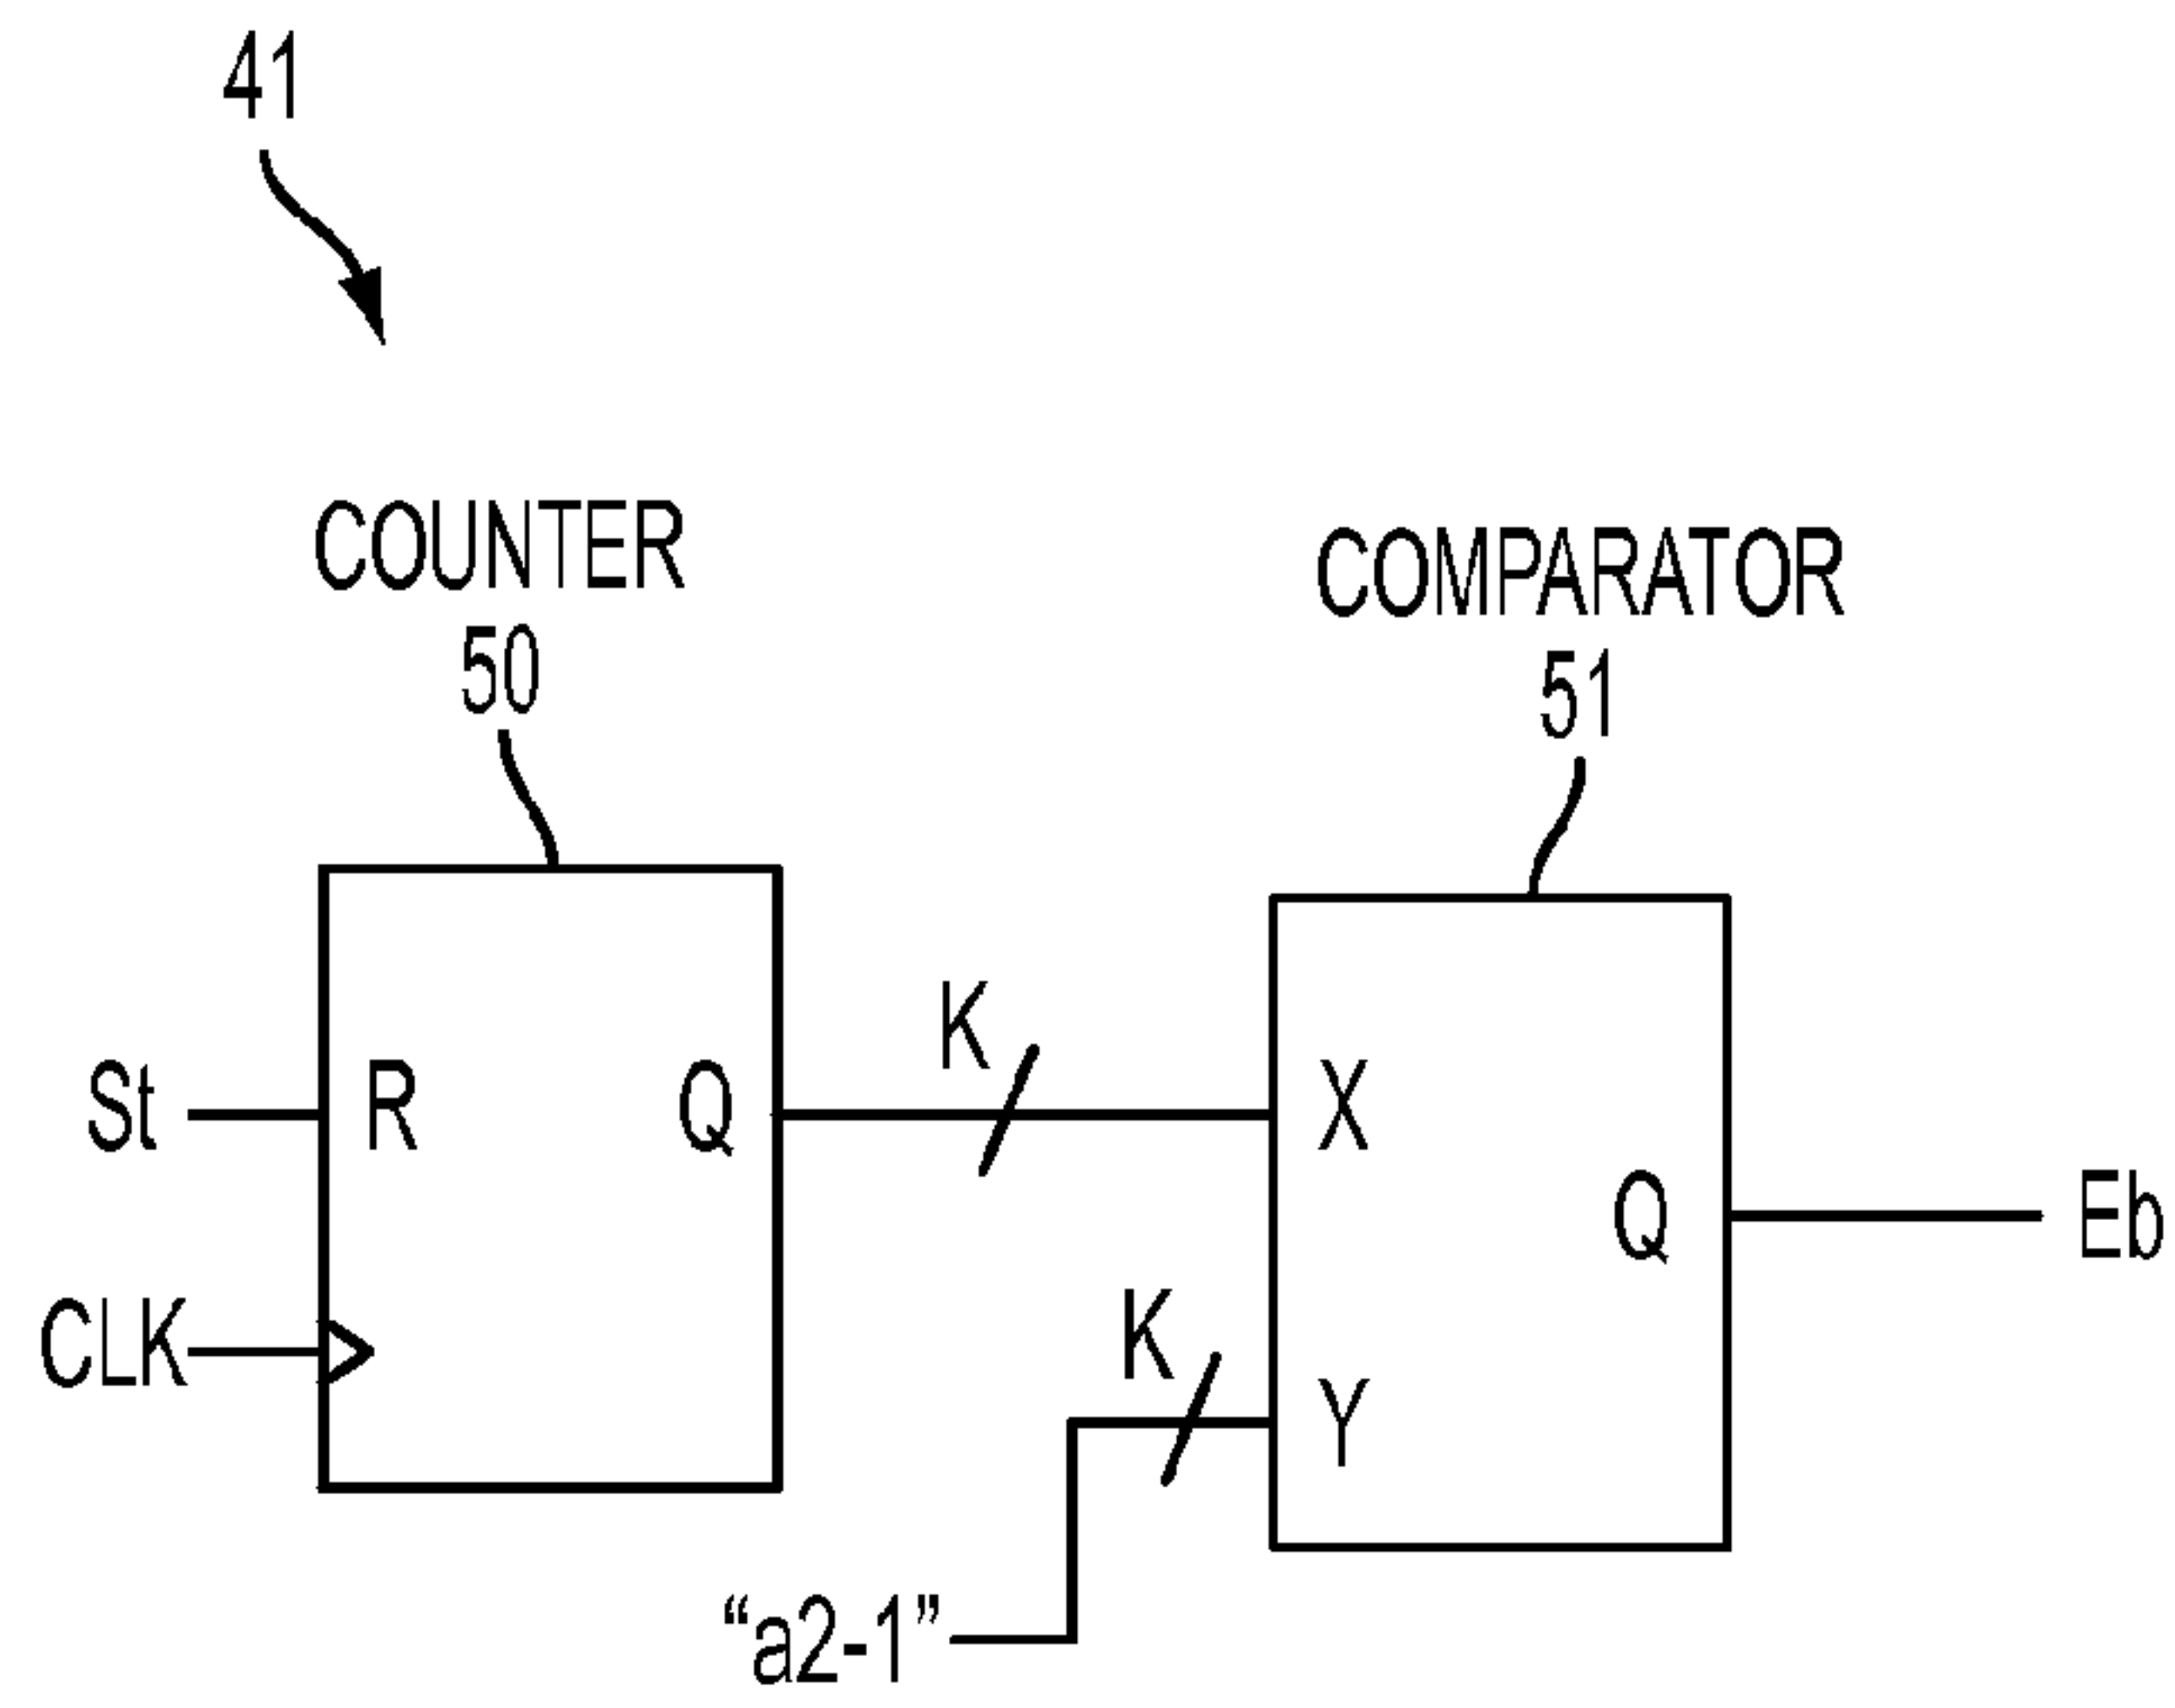 41
COUNTER
50
COMPARATOR
51
K
St
R
Q
X
Q
Eb
K
CLK
Y
“a2-1”